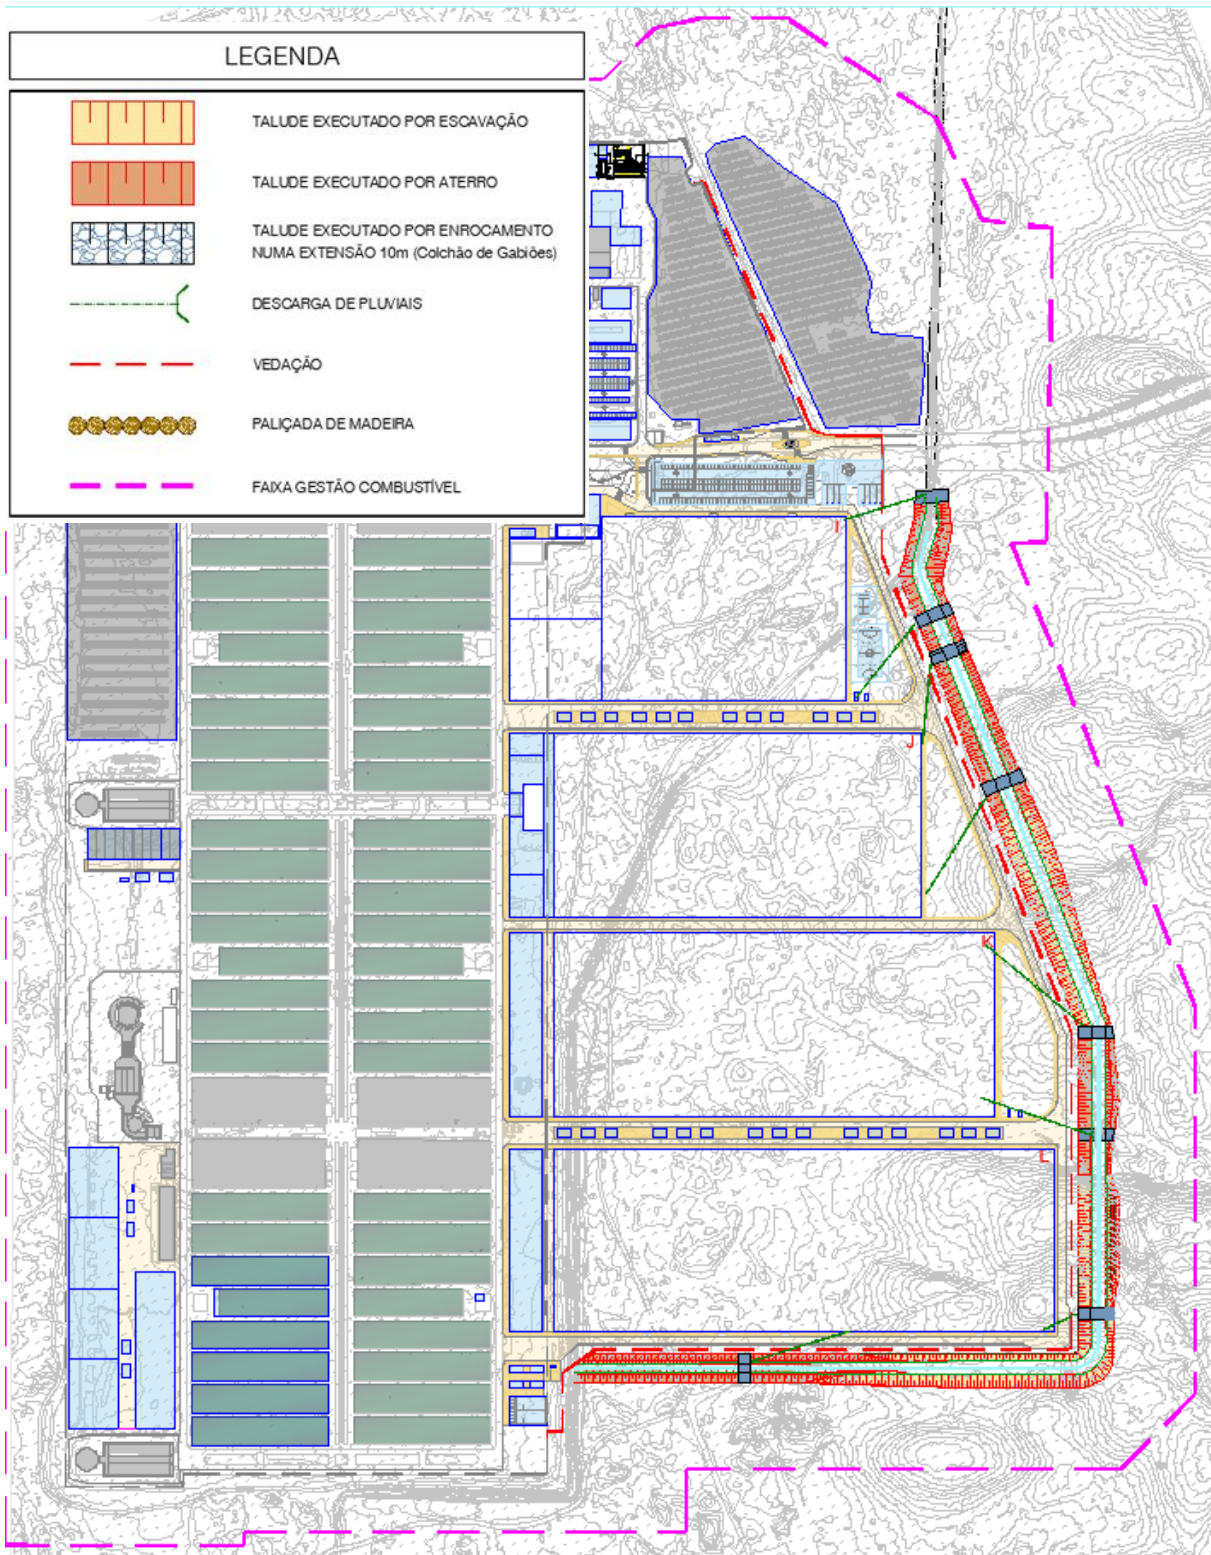 LEGENDA
TALUDE EXECUTADO POR ESCAVAÇÃO
TALUDE EXECUTADO POR ATERRO
TALUDE EXECUTADO POR ENROCAMENTO
NUMA EXTENSÃO 10m (Colchão de Gabiões)
DESCARGA DE PLUVIAIS
VEDAÇÃO
PALIÇADA DE MADEIRA
FAIXA GESTÃO COMBUSTÍVEL
I
J
K
L